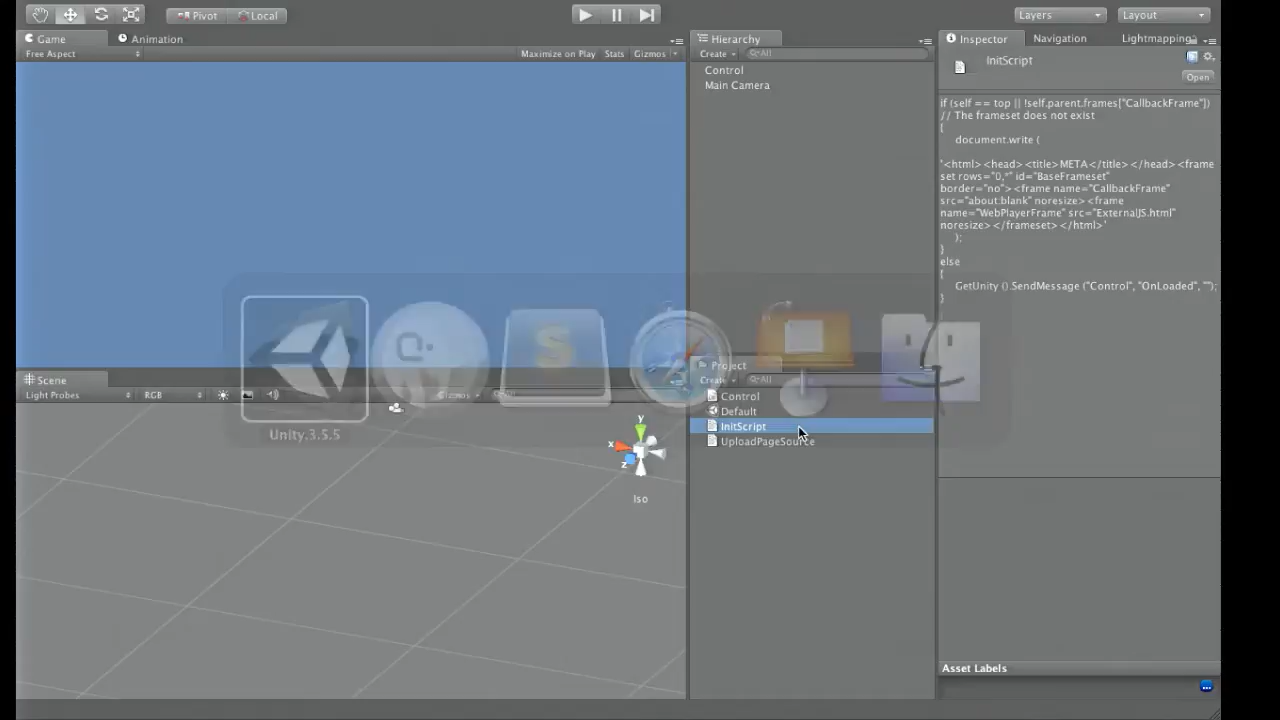 Pivot Local Layers Layout
Game Animation Hierarchy Inspector Navigation Lightmapping
Free Aspect Maximize on Play Stats Gizmos Create All InitScript
Open
Control
Main Camera
if (self == top || !self.parent.frames["CallbackFrame"])
// The frameset does not exist
{
document.write (
'<html><head><title>META</title></head><frame
set rows="0,*" id="BaseFrameset"
border="no"><frame name="CallbackFrame"
src="about:blank" noresize><frame
name="WebPlayerFrame" src="ExternalJS.html"
noresize></frameset></html>'
);
}
else
{
GetUnity ().SendMessage ("Control", "OnLoaded", "");
}
S
Project
Scene Create All
Light Probes RGB Gizmos
Control
Default
InitScript
UploadPageSource
Unity.3.5.5
y
x
z
Iso
Asset Labels